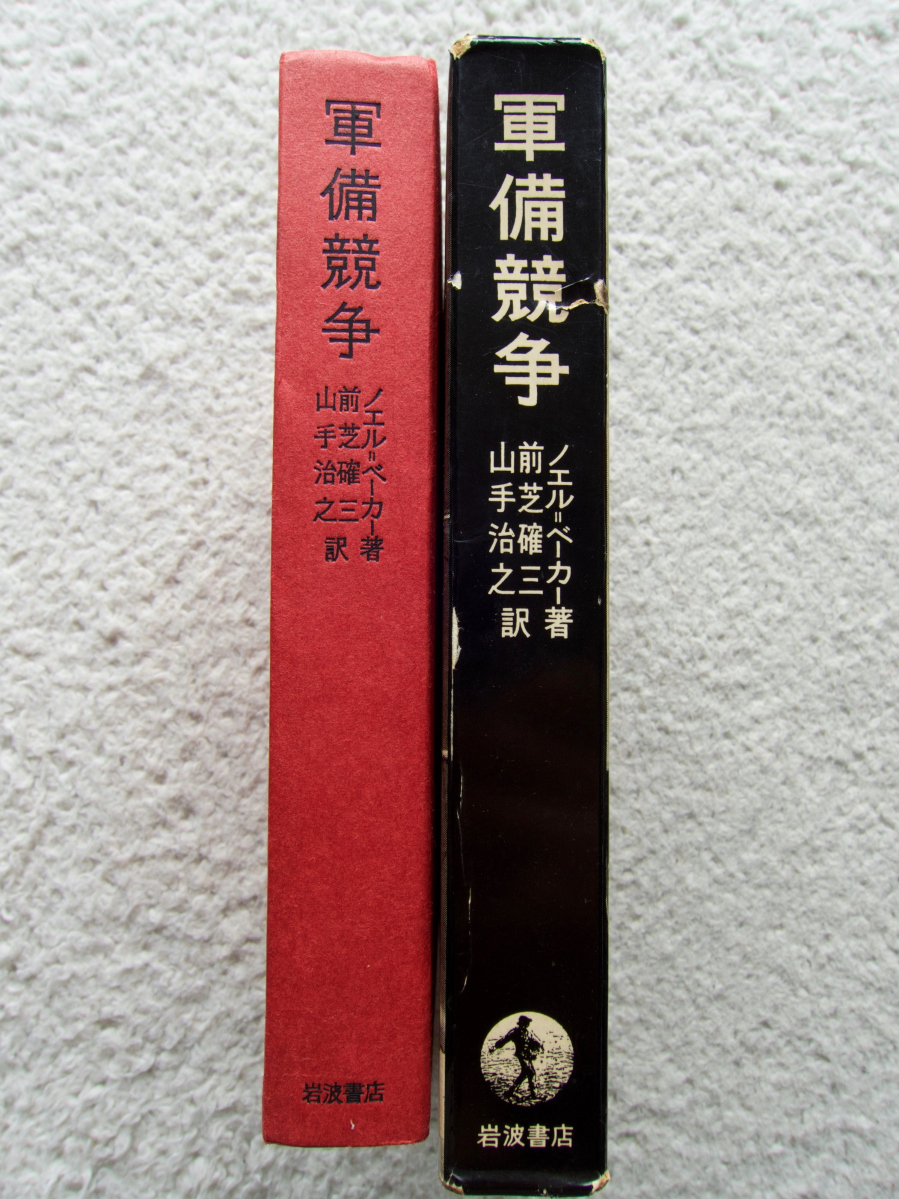 軍備競争
ノエル=ベーカー著
前芝確三
山手治之
訳
岩波書店
軍備競争
ノエル=ベーカー著
前芝確三
山手治之
訳
岩波書店